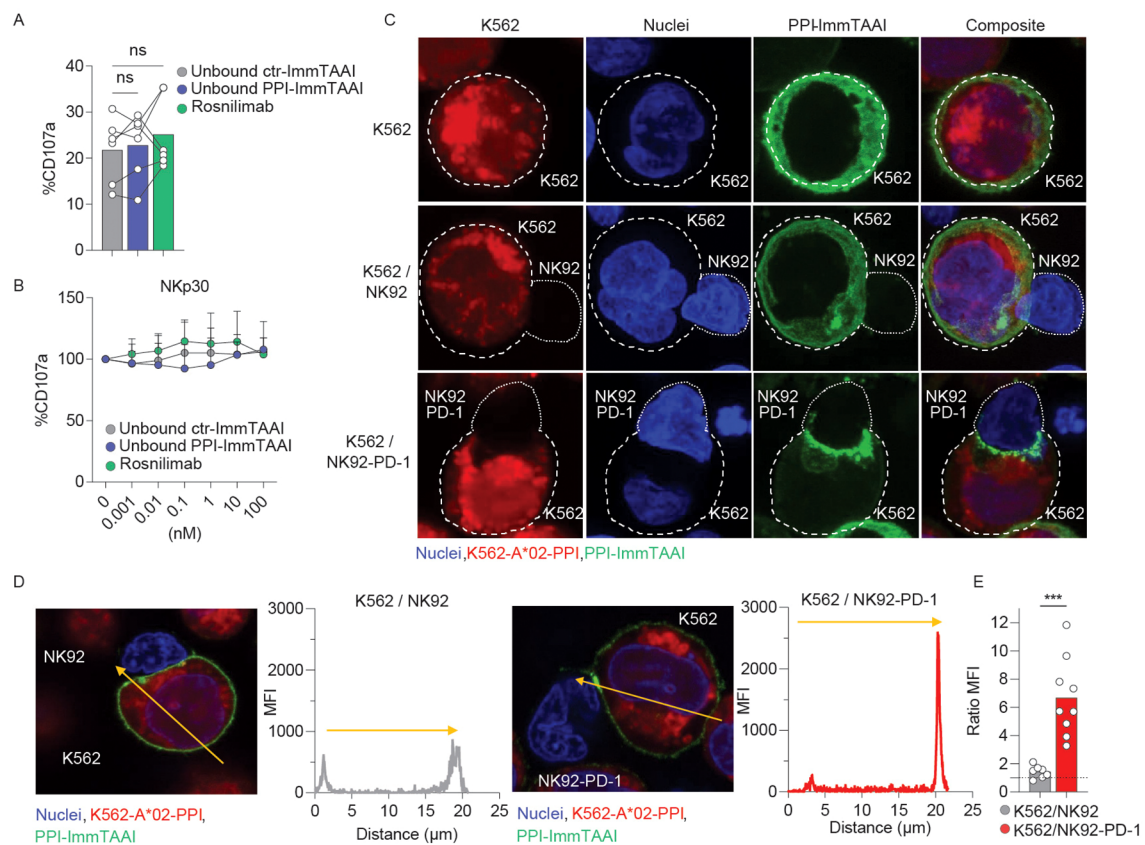 A
ns
ns
40
30
20
10
0
%CD107a
Unbound ctr-ImmTAAI
Unbound PPI-ImmTAAI
Rosnilimab
B
NKp30
150
100
50
0
%CD107a
Unbound ctr-ImmTAAI
Unbound PPI-ImmTAAI
Rosnilimab
0
0.001
0.01
0.1
1
10
100
(nM)
C
K562
Nuclei
PPI-ImmTAAI
Composite
K562
K562
K562
K562
K562
K562 /
NK92
K562
NK92
K562
NK92
K562
NK92
K562
NK92
K562 /
NK92-PD-1
NK92
PD-1
K562
NK92
PD-1
K562
NK92
PD-1
K562
NK92
PD-1
K562
Nuclei,K562-A*02-PPI,PPI-ImmTAAI
D
NK92
K562
Nuclei, K562-A*02-PPI,
PPI-ImmTAAI
K562 / NK92
3000
2000
1000
0
MFI
0 5 10 15 20 25
Distance (μm)
K562
NK92-PD-1
Nuclei, K562-A*02-PPI,
PPI-ImmTAAI
K562 / NK92-PD-1
3000
2000
1000
0
MFI
0 5 10 15 20 25
Distance (μm)
E
***
12
10
8
6
4
2
0
Ratio MFI
K562/NK92
K562/NK92-PD-1